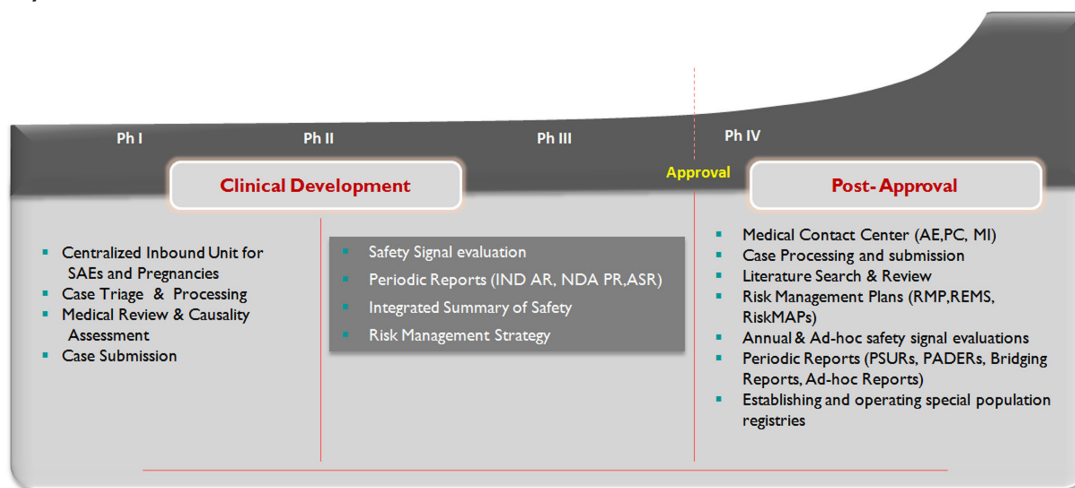 Ph I
Ph II
Ph III
Ph IV
Approval
Clinical Development
Post- Approval
Centralized Inbound Unit for
SAEs and Pregnancies
Case Triage & Processing
Medical Review & Causality
Assessment
Case Submission
Safety Signal evaluation
Periodic Reports (IND AR, NDA PR,ASR)
Integrated Summary of Safety
Risk Management Strategy
Medical Contact Center (AE,PC, MI)
Case Processing and submission
Literature Search & Review
Risk Management Plans (RMP,REMS,
RiskMAPs)
Annual & Ad-hoc safety signal evaluations
Periodic Reports (PSURs, PADERs, Bridging
Reports, Ad-hoc Reports)
Establishing and operating special population
registries